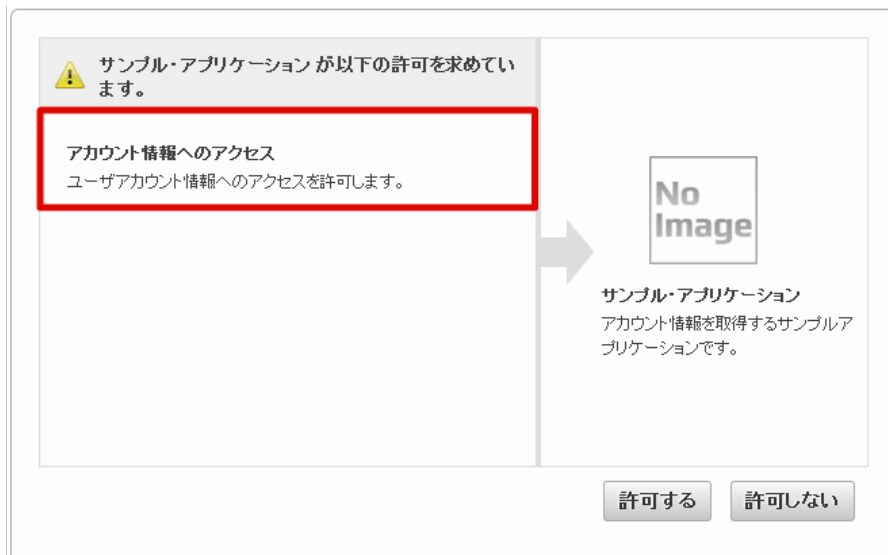 サンプル・アプリケーション が以下の許可を求めてい
ます。
アカウント情報へのアクセス
ユーザアカウント情報へのアクセスを許可します。
No
Image
サンプル・アプリケーション
アカウント情報を取得するサンプルア
プリケーションです。
許可する
許可しない